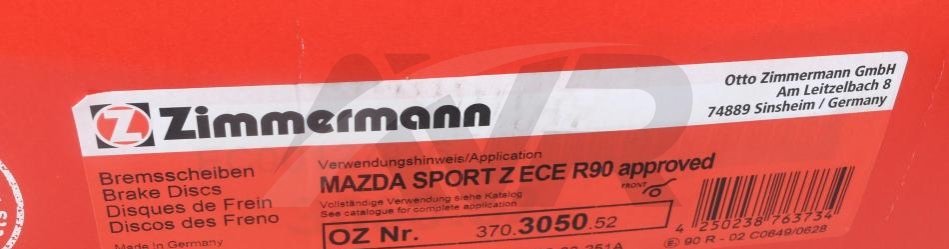 Zimmermann
Otto Zimmermann GmbH
Am Leitzelbach 8
74889 Sinsheim / Germany
Bremsscheiben
Brake Discs
Disques de Frein
Discos del Freno
Made in Germany
Verwendungshinweis/Application
MAZDA SPORT Z ECE R90 approved
Vollständige Verwendung siehe Katalog
See catalogue for complete application
FRONT
OZ Nr. 370.3050.52
4 250238 763734
E 90 R - 02 C0649/0628